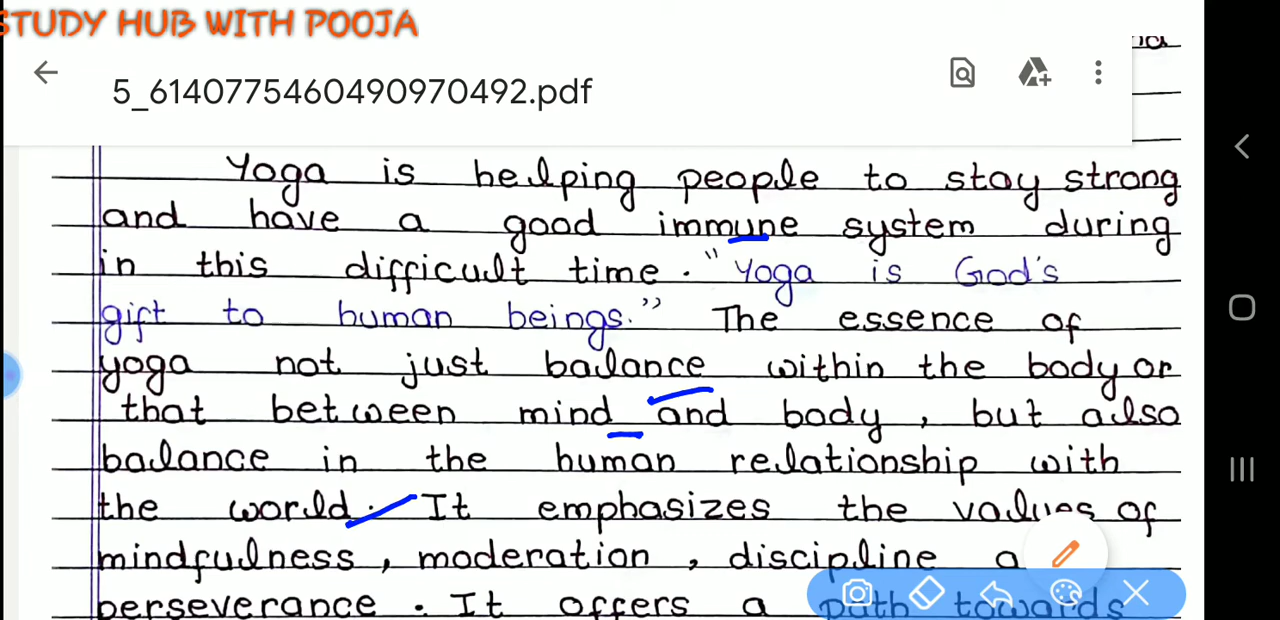 STUDY HUB WITH POOJA
5_6140775460490970492.pdf
Yoga is helping people to stay strong
and have a good immune system during
in this difficult time. "Yoga is God's
gift to human beings." The essence of
yoga not just balance within the body or
that between mind and body, but also
balance in the human relationship with
the world. It emphasizes the values of
mindfulness, moderation, discipline
perseverance. It offers a path towards